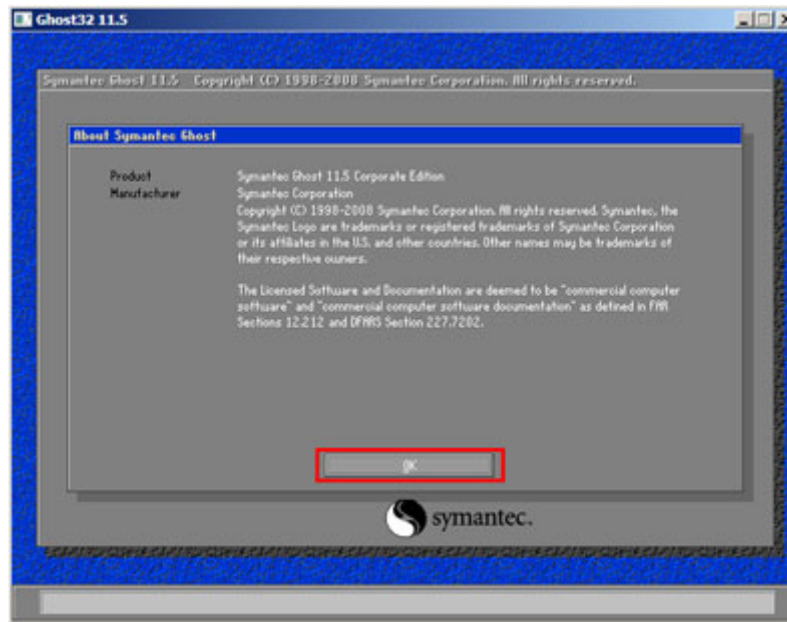 Ghost32 11.5
Symantec Ghost 11.5 Copyright (C) 1998-2008 Symantec Corporation. All rights reserved.
About Symantec Ghost
Product Symantec Ghost 11.5 Corporate Edition
Manufacturer Symantec Corporation
Copyright (C) 1998-2008 Symantec Corporation. All rights reserved. Symantec, the
Symantec Logo are trademarks or registered trademarks of Symantec Corporation
or its affiliates in the U.S. and other countries. Other names may be trademarks of
their respective owners.
The Licensed Software and Documentation are deemed to be "commercial computer
software" and "commercial computer software documentation" as defined in FAR
Sections 12.212 and DFARS Section 227.7202.
OK
symantec.